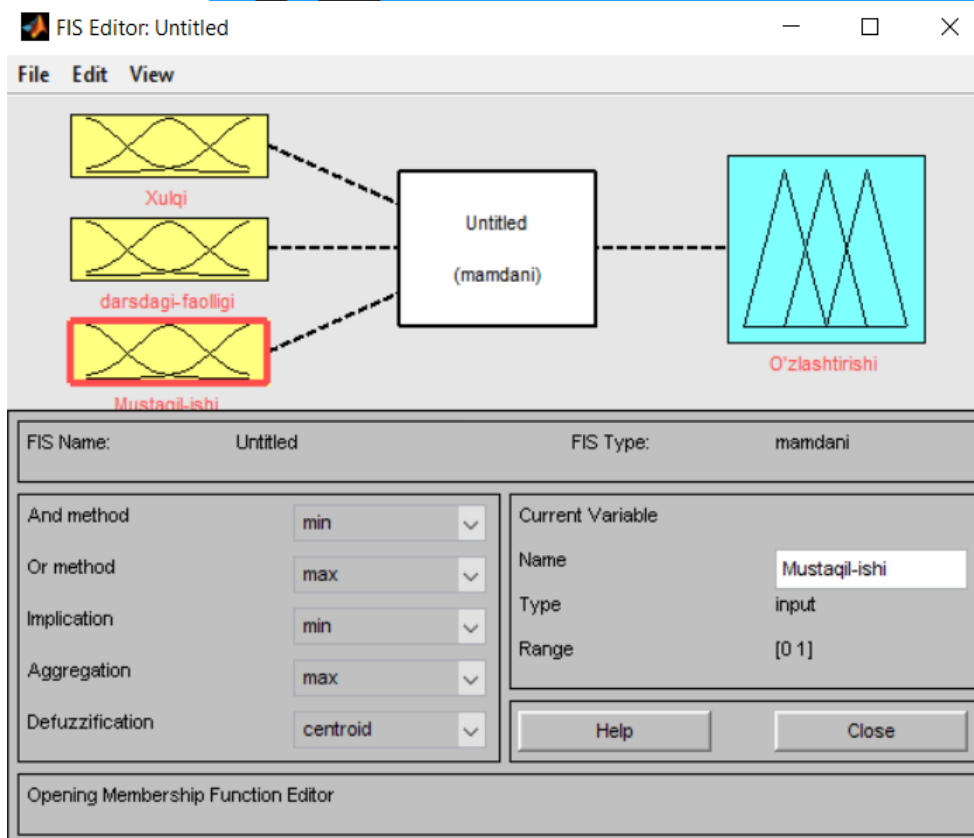 FIS Editor: Untitled
File Edit View
Xulqi
darsdagi-faolligi
Mustaqil-ishi
Untitled
(mamdani)
O'zlashtirishi
FIS Name: Untitled FIS Type: mamdani
And method min
Or method max
Implication min
Aggregation max
Defuzzification centroid
Current Variable
Name Mustaqil-ishi
Type input
Range [0 1]
Help Close
Opening Membership Function Editor